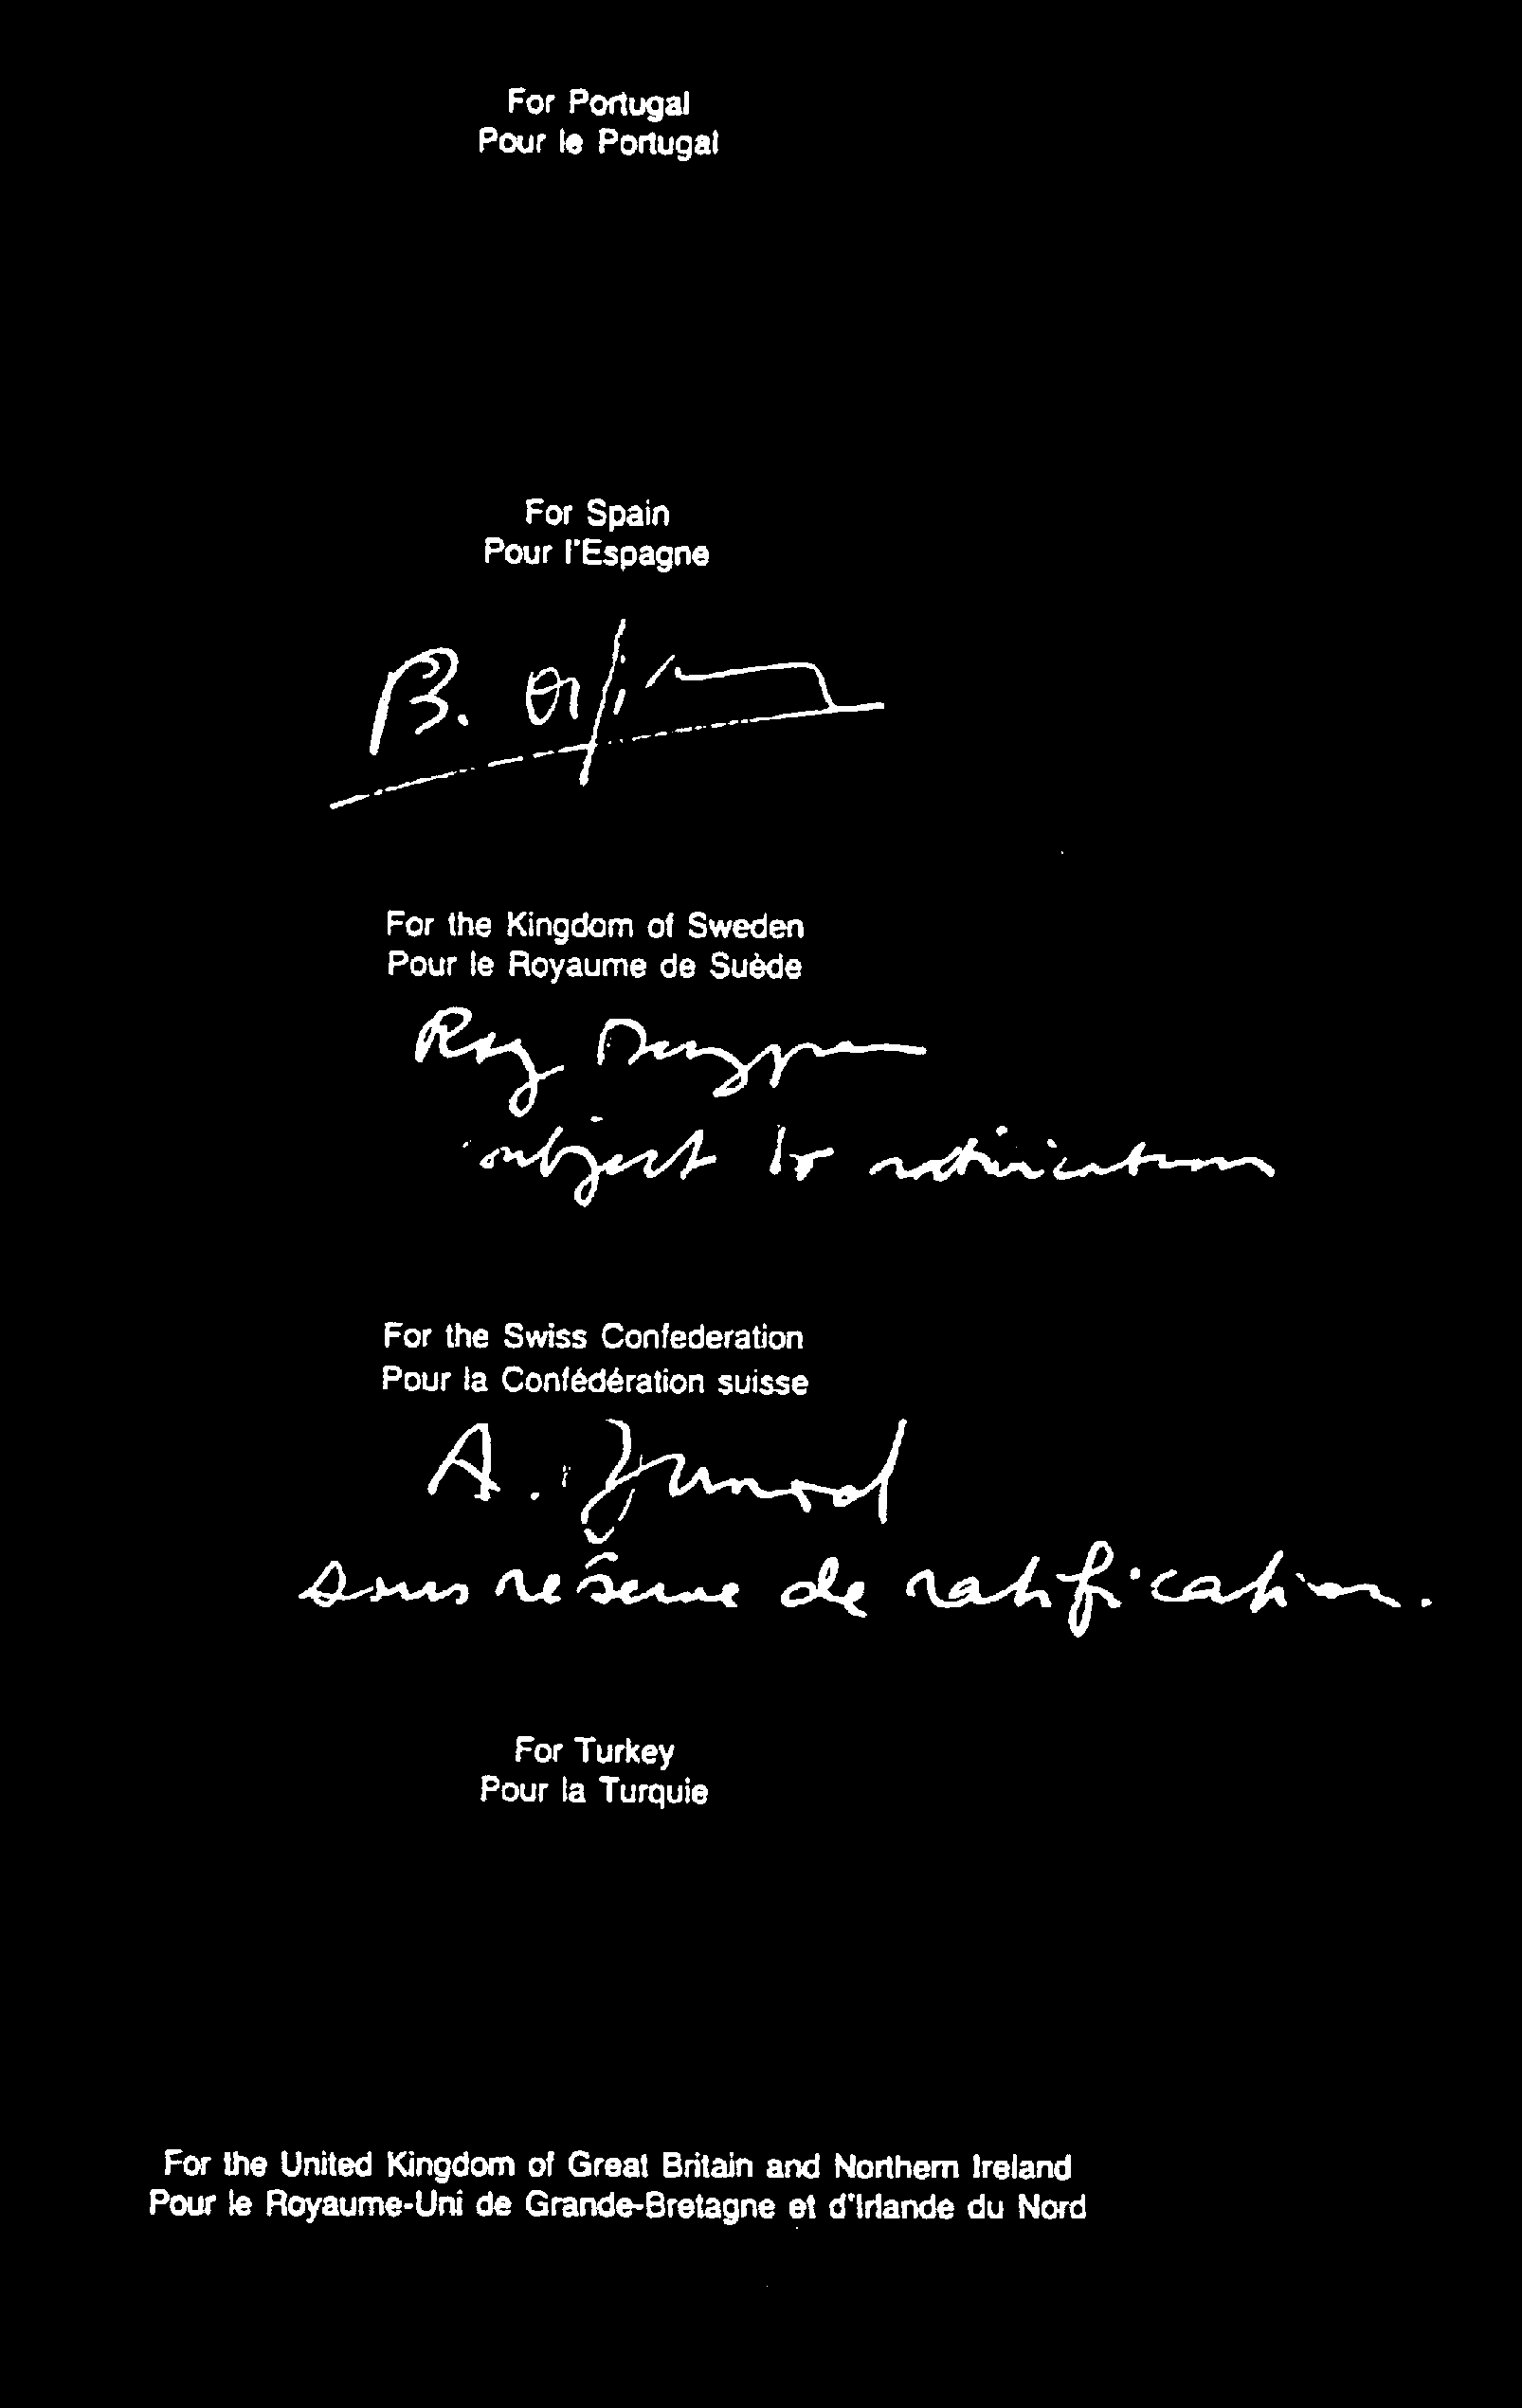 For Portugal
Pour le Portugal
For Spain
Pour l'Espagne
B.
For the Kingdom of Sweden
Pour le Royaume de Suède
subject to ratification
For the Swiss Confederation
Pour la Confédération suisse
A. Junod
sous réserve de ratification.
For Turkey
Pour la Turquie
For the United Kingdom of Great Britain and Northern Ireland
Pour le Royaume-Uni de Grande-Bretagne et d'Irlande du Nord